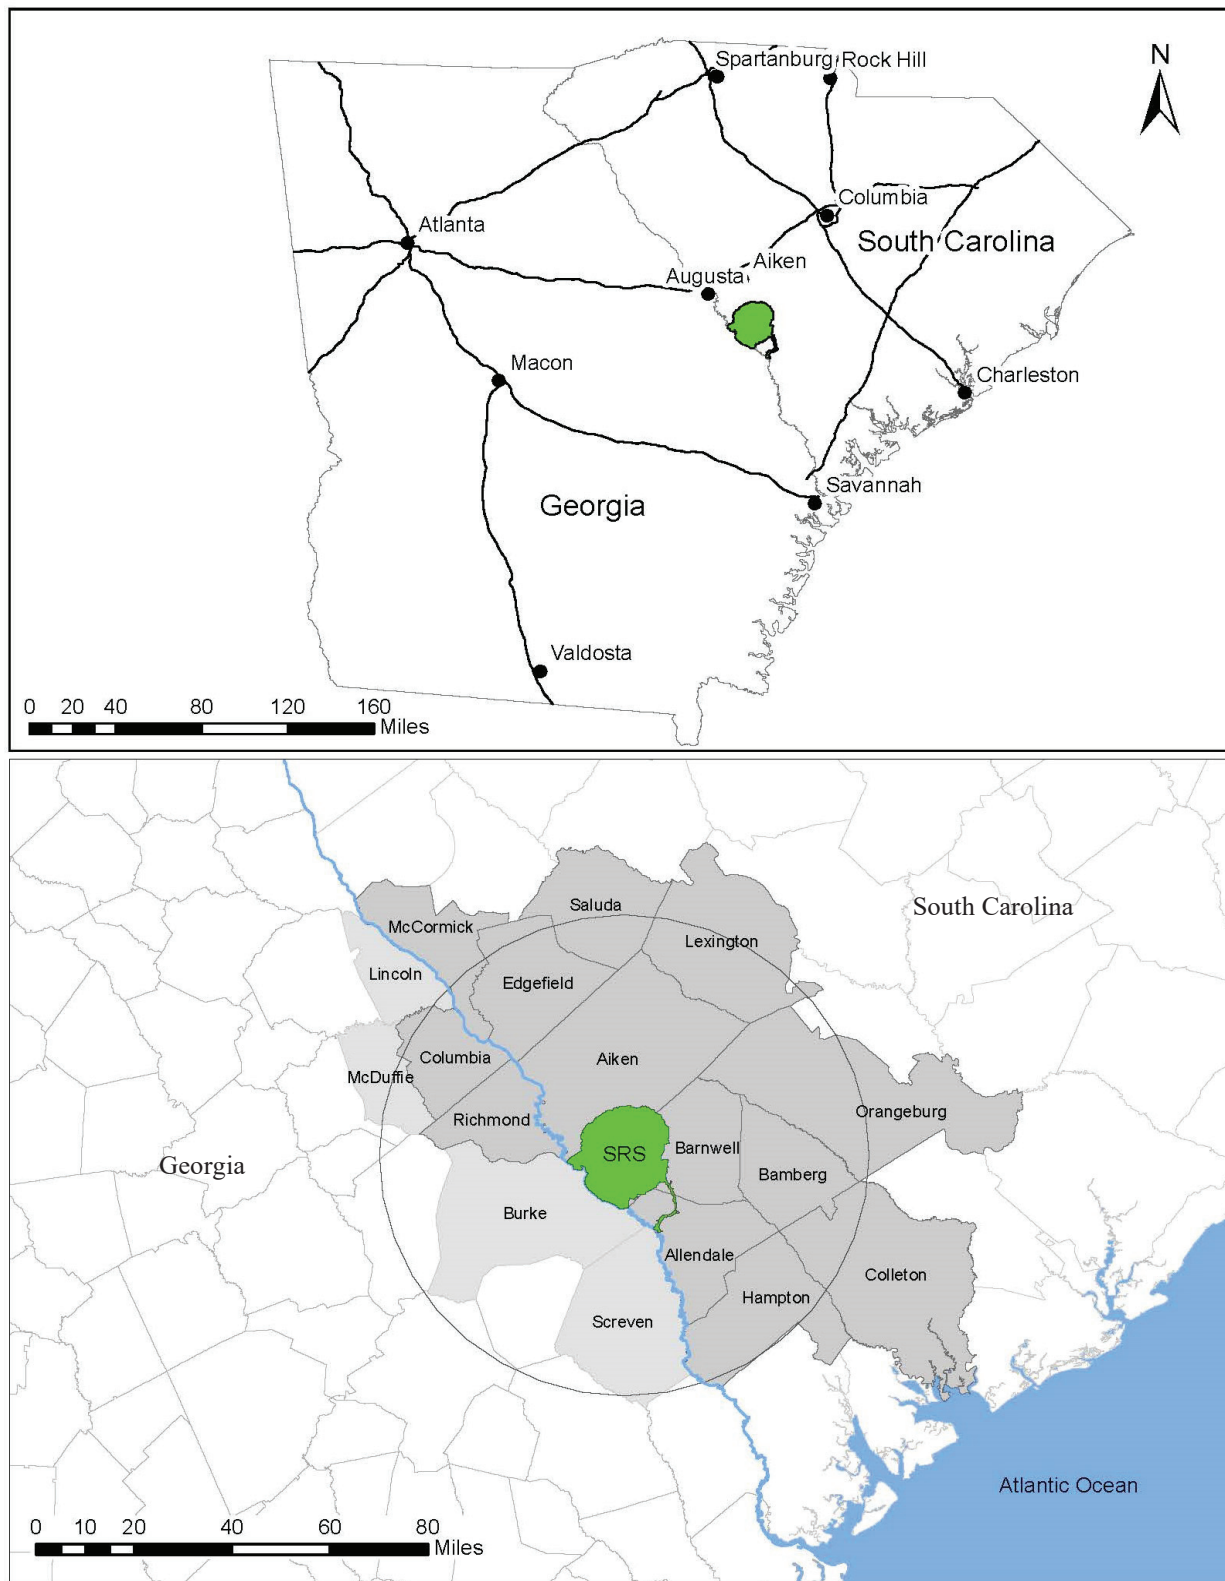 N
Spartanburg Rock Hill
Columbia
Atlanta
South Carolina
Aiken
Augusta
Macon
Charleston
Savannah
Georgia
Valdosta
0 20 40 80 120 160
Miles
Saluda
South Carolina
McCormick
Lexington
Lincoln
Edgefield
Columbia
Aiken
McDuffie
Orangeburg
Richmond
Barnwell
SRS
Georgia
Bamberg
Burke
Allendale
Colleton
Hampton
Screven
Atlantic Ocean
0 10 20 40 60 80
Miles